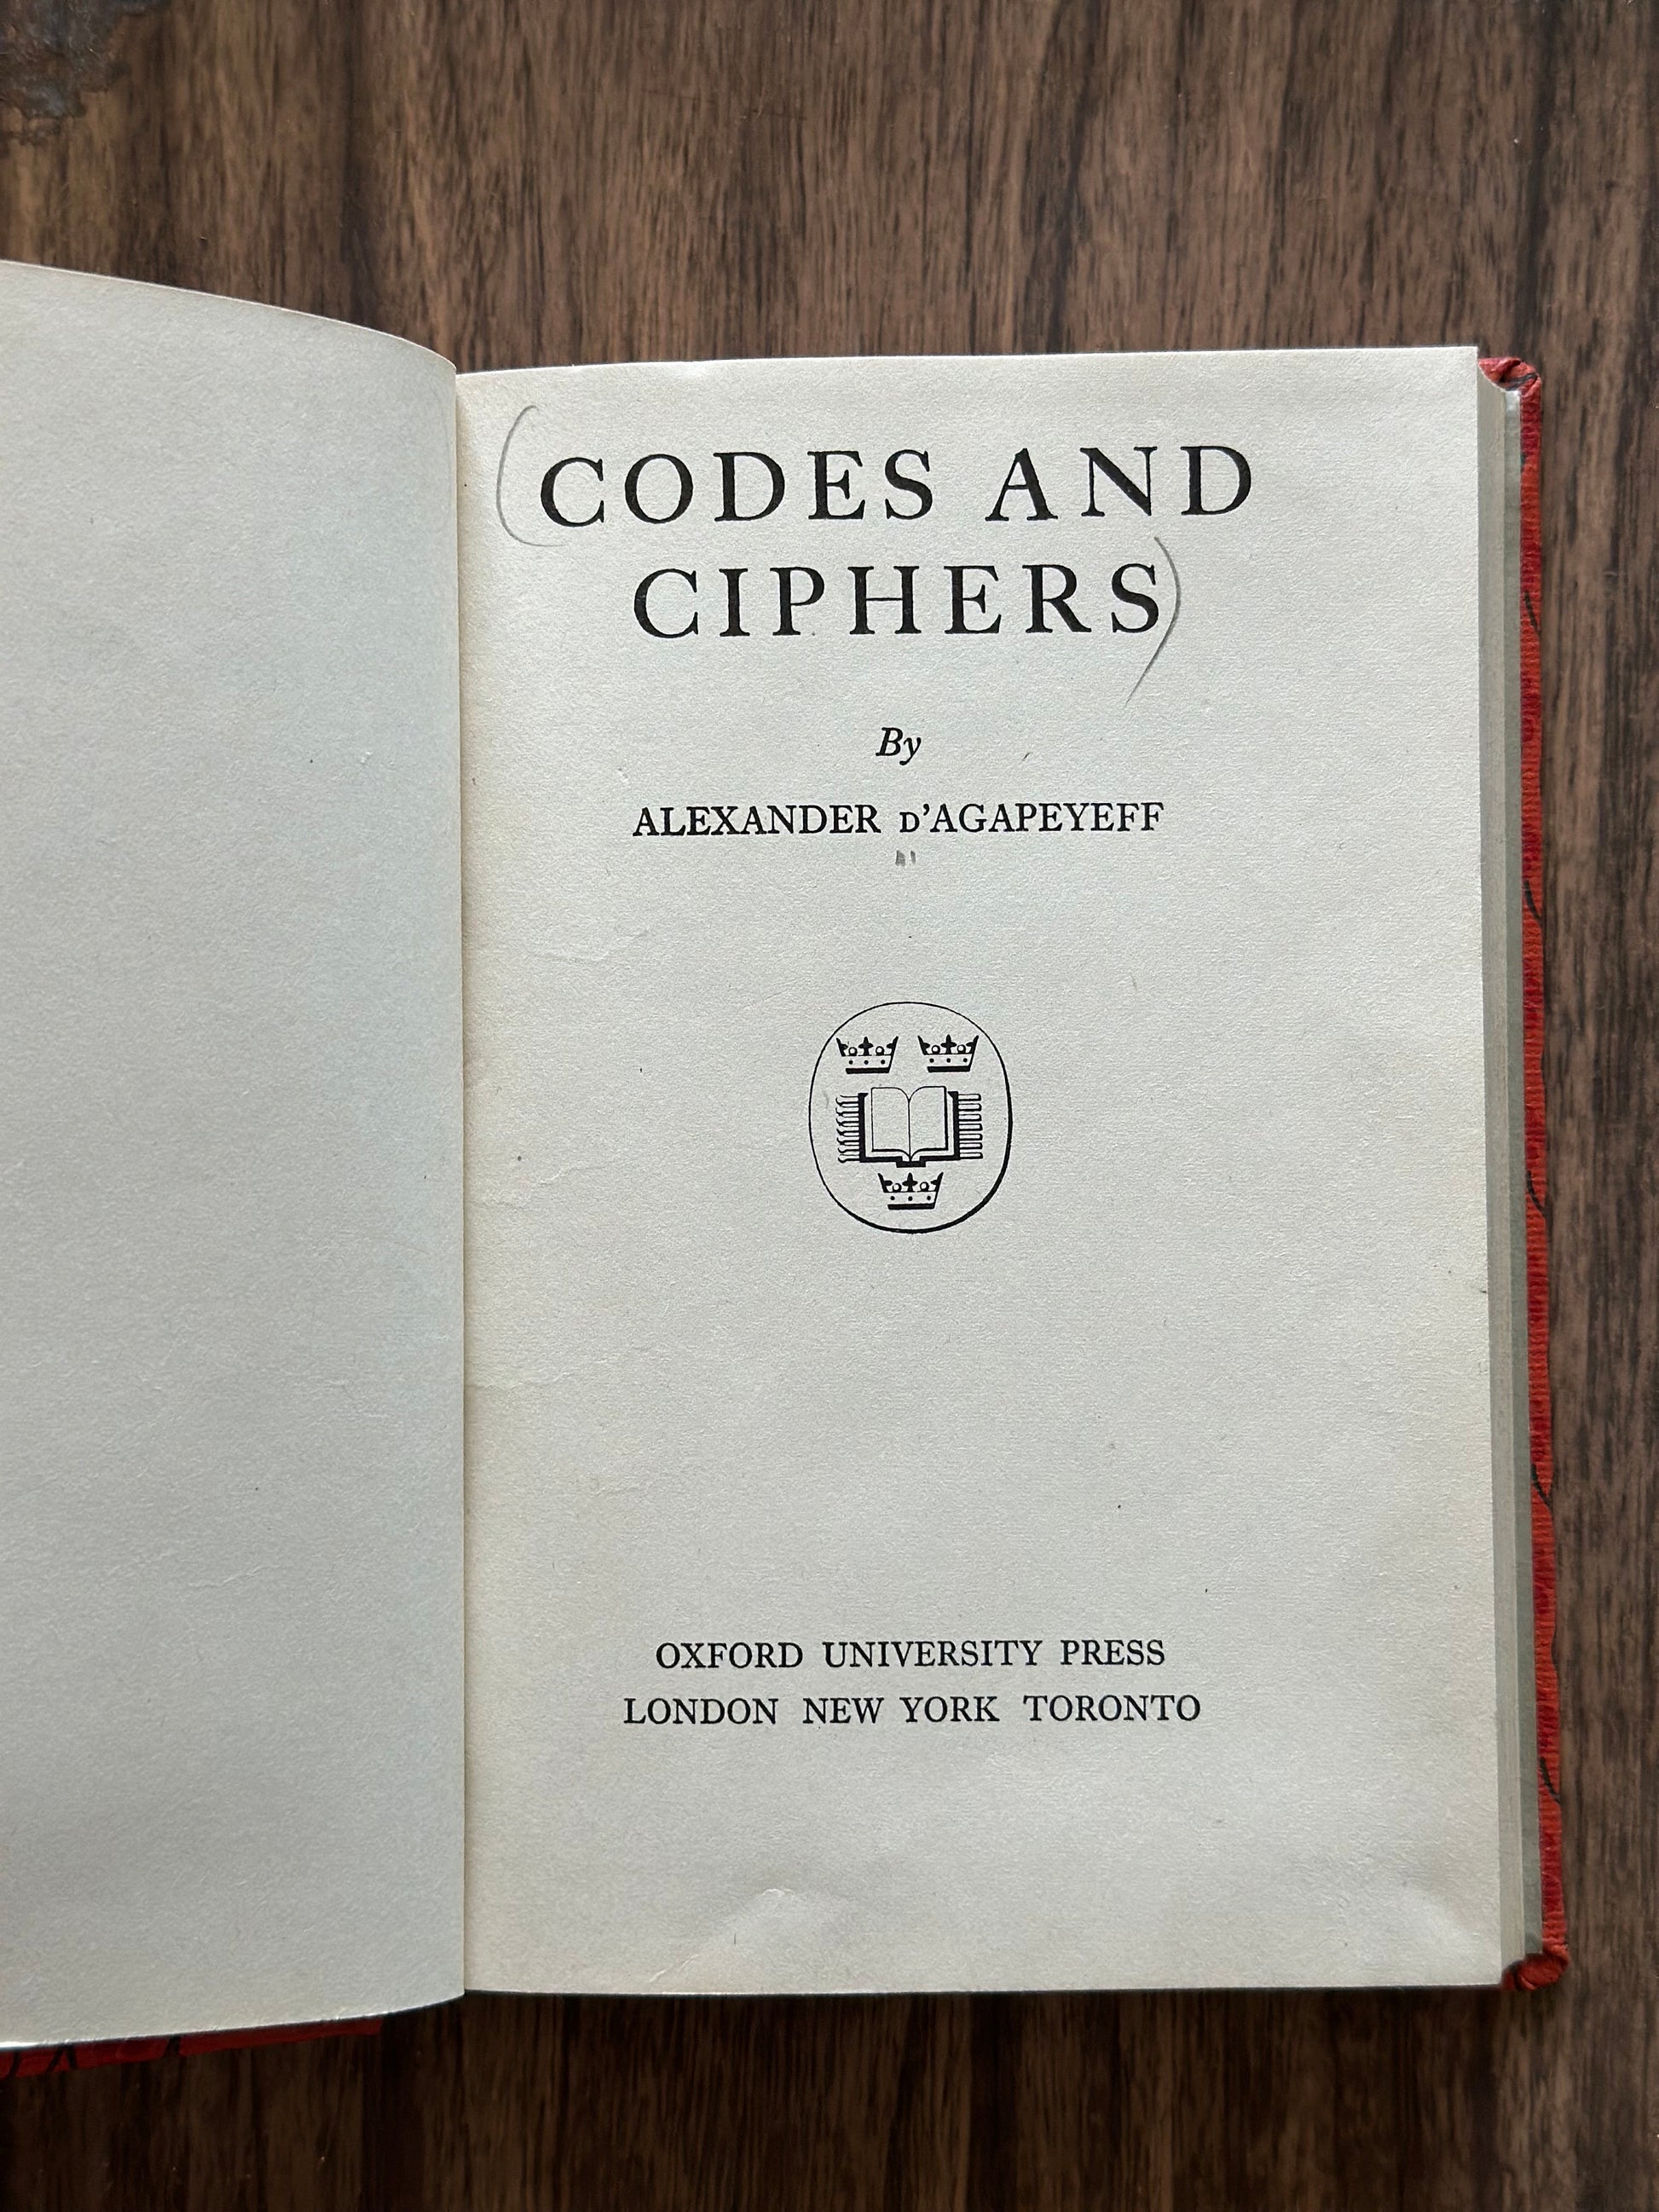 CODES AND
CIPHERS
By
ALEXANDER D'AGAPEYEFF
OXFORD UNIVERSITY PRESS
LONDON NEW YORK TORONTO